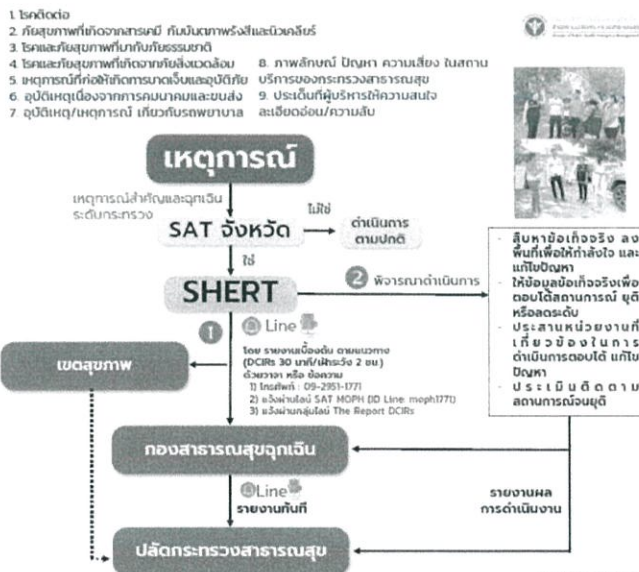 1. โรคติดต่อ
2. ภัยสุขภาพที่เกิดจากสารเคมี กัมมันตภาพรังสีและนิวเคลียร์
3. โรคและภัยสุขภาพที่มากับภัยธรรมชาติ
4. โรคและภัยสุขภาพที่เกิดจากภัยสิ่งแวดล้อม
5. เหตุการณ์ที่ก่อให้เกิดการบาดเจ็บและอุบัติภัย
6. อุบัติเหตุเนื่องจากการคมนาคมและขนส่ง
7. อุบัติเหตุ/เหตุการณ์ เกี่ยวกับรถพยาบาล
8. ภาพลักษณ์ ปัญหา ความเสี่ยง ในสถาน
บริการของกระทรวงสาธารณสุข
9. ประเด็นที่ผู้บริหารให้ความสนใจ
ละเอียดอ่อน/ความลับ
เหตุการณ์
เหตุการณ์สำคัญและฉุกเฉิน
ระดับกระทรวง
SAT จังหวัด
ไม่ใช่
ดำเนินการ
ตามปกติ
ใช่
SHERT
2 พิจารณาดำเนินการ
สืบหาข้อเท็จจริง ลง
พื้นที่เพื่อให้กำลังใจ และ
แก้ไขปัญหา
ให้ข้อมูลข้อเท็จจริงเพื่อ
ตอบโต้สถานการณ์ ยุติ
หรือลดระดับ
ประสานหน่วยงานที่
เกี่ยวข้องในการ
ดำเนินการตอบโต้ แก้ไข
ปัญหา
ประเมินติดตาม
สถานการณ์จนยุติ
1
Line
โดย รายงานเบื้องต้น ตามแนวทาง
(DCIRs 30 นาที/เฝ้าระวัง 2 ชม.)
ด้วยวาจา หรือ ข้อความ
1) โทรศัพท์ : 09-2951-1771
2) แจ้งผ่านไลน์ SAT MOPH (ID Line moph1771)
3) แจ้งผ่านกลุ่มไลน์ The Report DCIRs
เขตสุขภาพ
กองสาธารณสุขฉุกเฉิน
Line
รายงานทันที
รายงานผล
การดำเนินงาน
ปลัดกระทรวงสาธารณสุข